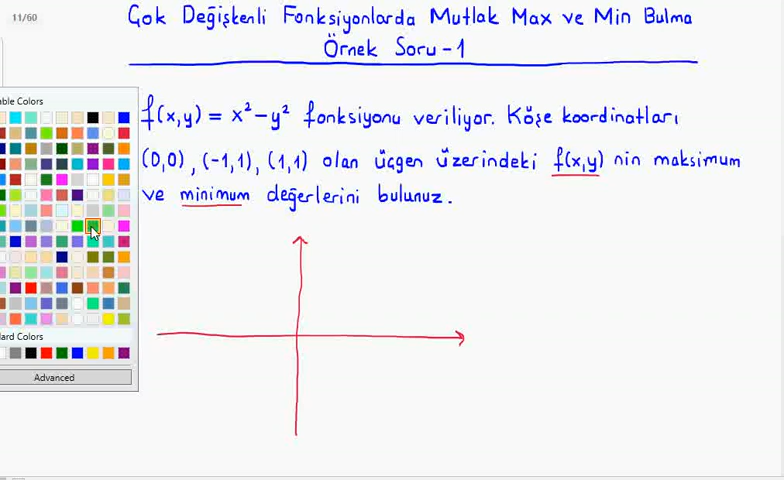 11/60
Çok Değişkenli Fonksiyonlarda Mutlak Max ve Min Bulma
Örnek Soru-1
able Colors
f(x,y) = x² - y² fonksiyonu veriliyor. Köşe koordinatları
(0,0), (-1,1), (1,1) olan üçgen üzerindeki f(x,y) nin maksimum
ve minimum değerlerini bulunuz.
dard Colors
Advanced